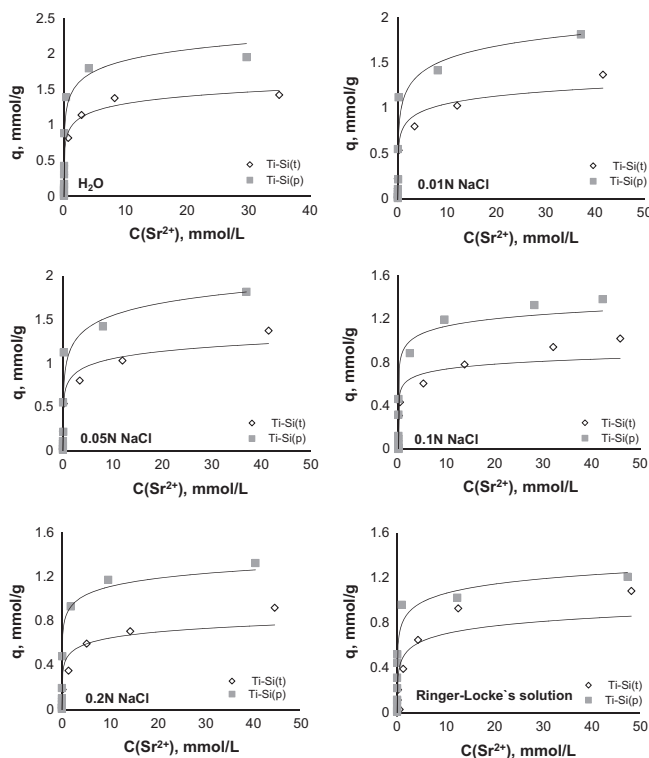 2.5
2
1.5
1
0.5
0
0 10 20 30 40
q, mmol/g
C(Sr²⁺), mmol/L
H₂O
Ti-Si(t)
Ti-Si(p)
2
1.5
1
0.5
0
0 10 20 30 40 50
q, mmol/g
C(Sr²⁺), mmol/L
0.01N NaCl
Ti-Si(t)
Ti-Si(p)
2
1.5
1
0.5
0
0 10 20 30 40 50
q, mmol/g
C(Sr²⁺), mmol/L
0.05N NaCl
Ti-Si(t)
Ti-Si(p)
1.6
1.2
0.8
0.4
0
0 10 20 30 40 50
q, mmol/g
C(Sr²⁺), mmol/L
0.1N NaCl
Ti-Si(t)
Ti-Si(p)
1.6
1.2
0.8
0.4
0
0 10 20 30 40 50
q, mmol/g
C(Sr²⁺), mmol/L
0.2N NaCl
Ti-Si(t)
Ti-Si(p)
1.6
1.2
0.8
0.4
0
0 10 20 30 40 50
q, mmol/g
C(Sr²⁺), mmol/L
Ringer-Locke`s solution
Ti-Si(t)
Ti-Si(p)